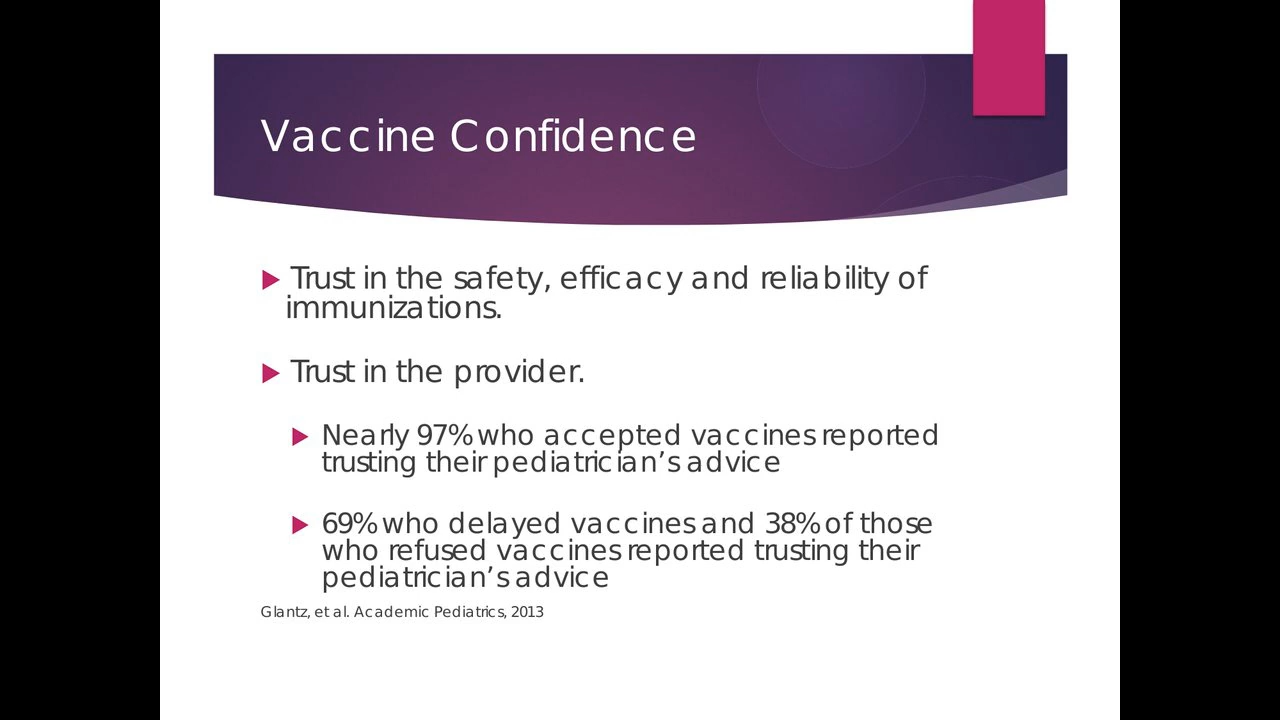 Vaccine Confidence
Trust in the safety, efficacy and reliability of
immunizations.
Trust in the provider.
Nearly 97% who accepted vaccines reported
trusting their pediatrician's advice
69% who delayed vaccines and 38% of those
who refused vaccines reported trusting their
pediatrician's advice
Glantz, et al. Academic Pediatrics, 2013